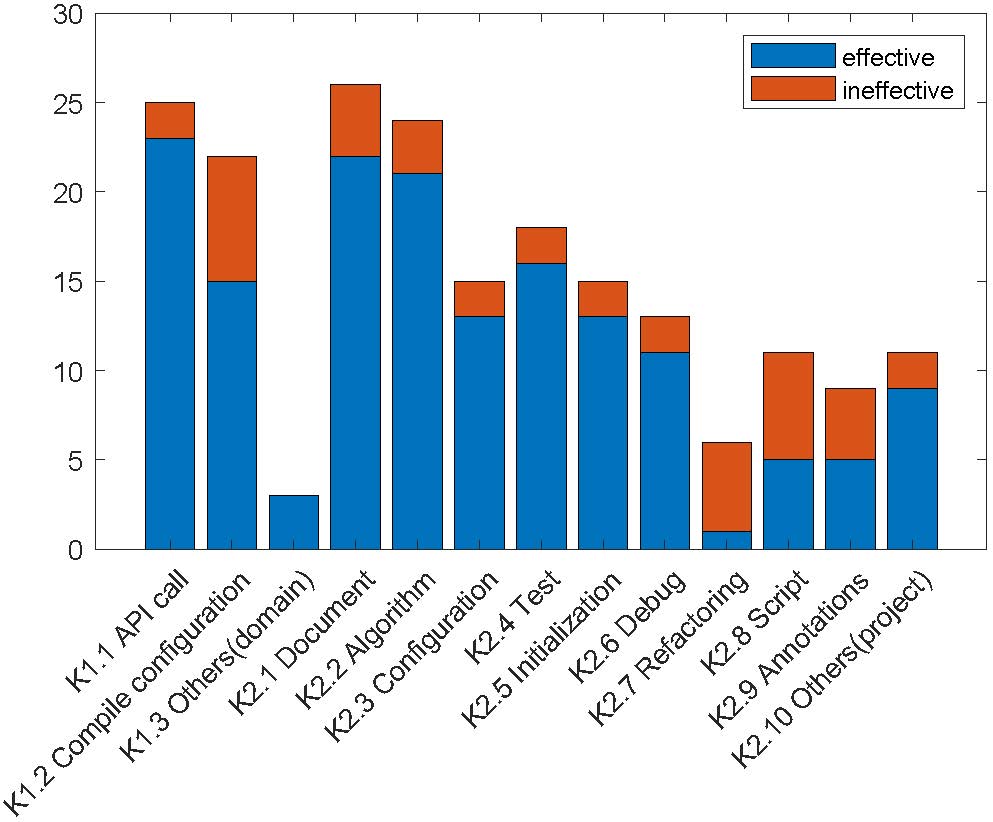 30
25
20
15
10
5
0
effective
ineffective
K1.1 API call
K1.2 Compile configuration
K1.3 Others(domain)
K2.1 Document
K2.2 Algorithm
K2.3 Configuration
K2.4 Test
K2.5 Initialization
K2.6 Debug
K2.7 Refactoring
K2.8 Script
K2.9 Annotations
K2.10 Others(project)